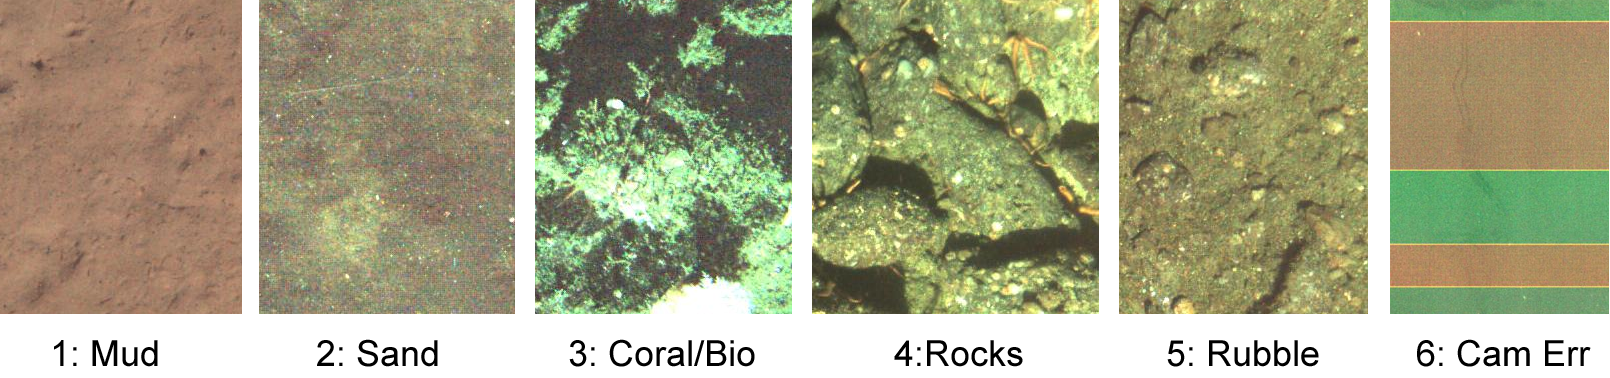 1: Mud
2: Sand
3: Coral/Bio
4:Rocks
5: Rubble
6: Cam Err